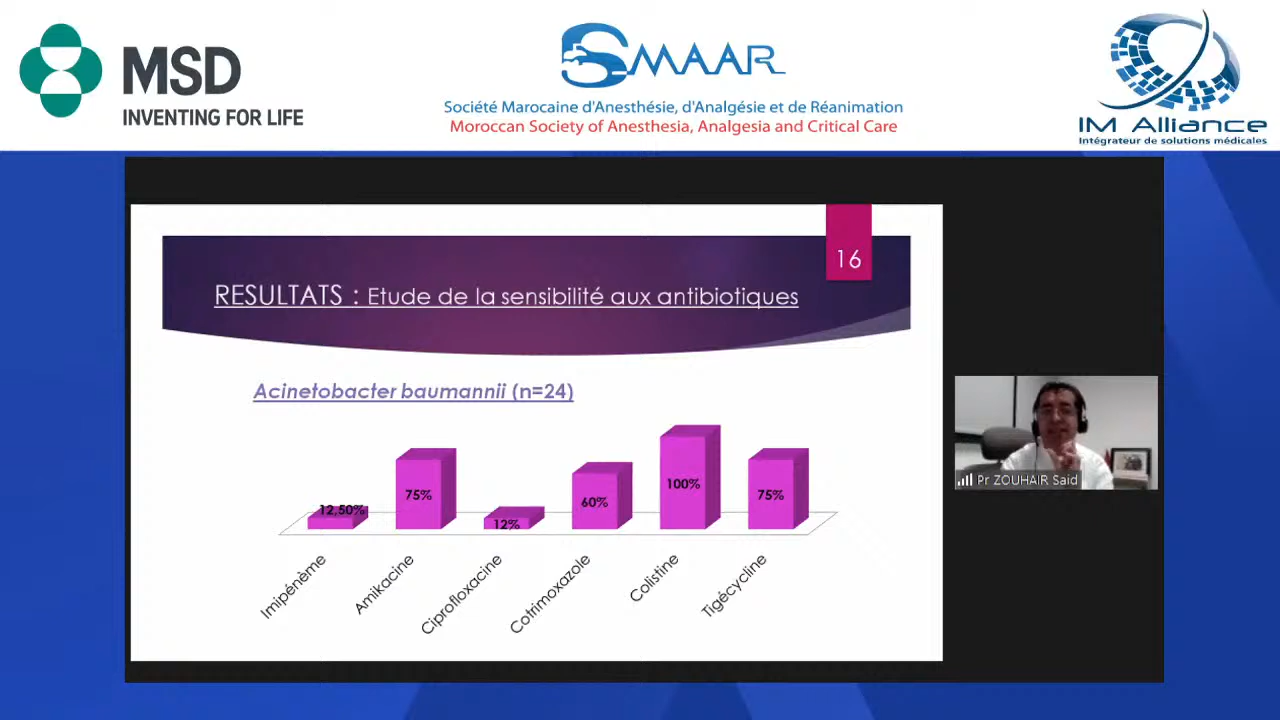 MSD
INVENTING FOR LIFE
SMAAR
Société Marocaine d'Anesthésie, d'Analgésie et de Réanimation
Moroccan Society of Anesthesia, Analgesia and Critical Care
IM Alliance
Intégrateur de solutions médicales
16
RESULTATS : Etude de la sensibilité aux antibiotiques
Acinetobacter baumannii (n=24)
12,50%
75%
12%
60%
100%
75%
Imipénème
Amikacine
Ciprofloxacine
Cotrimoxazole
Colistine
Tigécycline
Pr ZOUHAIR Said